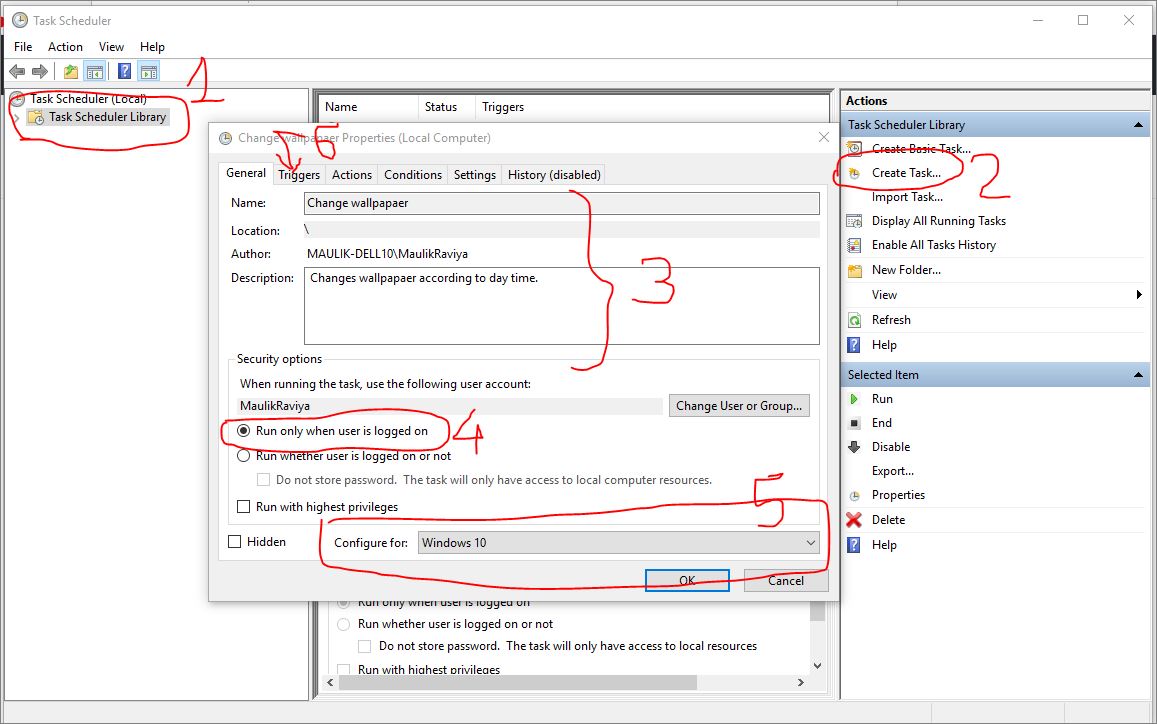 Task Scheduler
File Action View Help
1
Task Scheduler (Local)
Task Scheduler Library
Name Status Triggers
Change wallpapaer Properties (Local Computer)
6
General Triggers Actions Conditions Settings History (disabled)
Name: Change wallpapaer
Location: \
Author: MAULIK-DELL10\MaulikRaviya
Description: Changes wallpapaer according to day time.
3
Security options
When running the task, use the following user account:
MaulikRaviya Change User or Group...
Run only when user is logged on 4
Run whether user is logged on or not
Do not store password. The task will only have access to local computer resources.
Run with highest privileges
5
Hidden Configure for: Windows 10
OK Cancel
Run only when user is logged on
Run whether user is logged on or not
Do not store password. The task will only have access to local resources
Run with highest privileges
Actions
Task Scheduler Library
Create Basic Task...
Create Task... 2
Import Task...
Display All Running Tasks
Enable All Tasks History
New Folder...
View
Refresh
Help
Selected Item
Run
End
Disable
Export...
Properties
Delete
Help